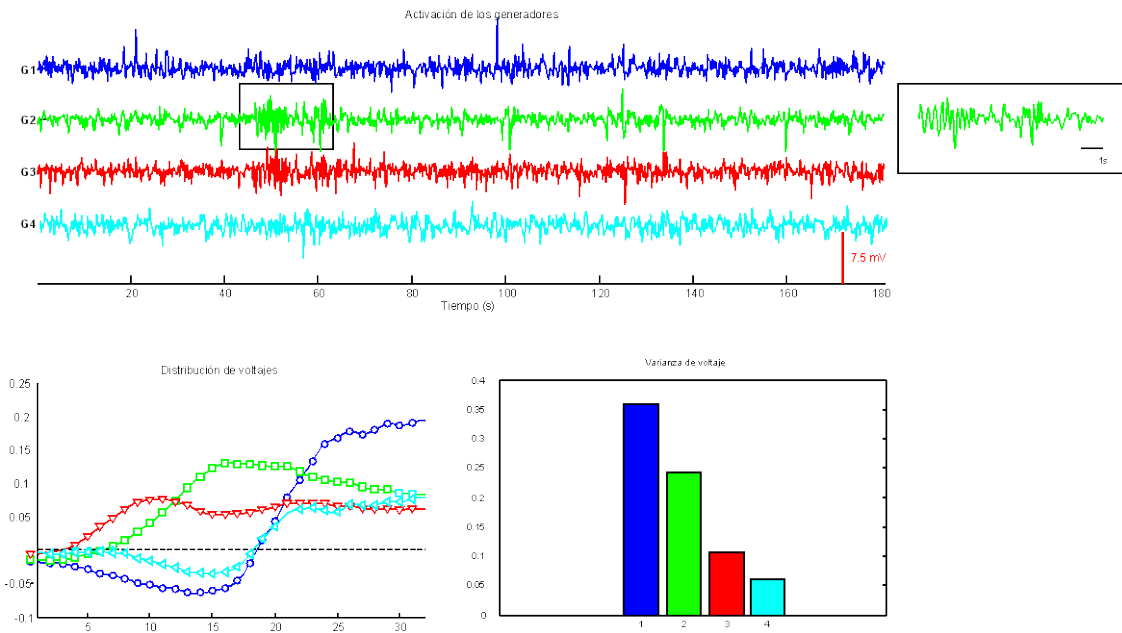 Activación de los generadores
G1
G2
G3
G4
1s
7.5 mV
20 40 60 80 100 120 140 160 180
Tiempo (s)
Distribución de voltajes
0.25
0.2
0.15
0.1
0.05
0
-0.05
-0.1
5 10 15 20 25 30
Varianza de voltaje
0.4
0.35
0.3
0.25
0.2
0.15
0.1
0.05
0
1 2 3 4